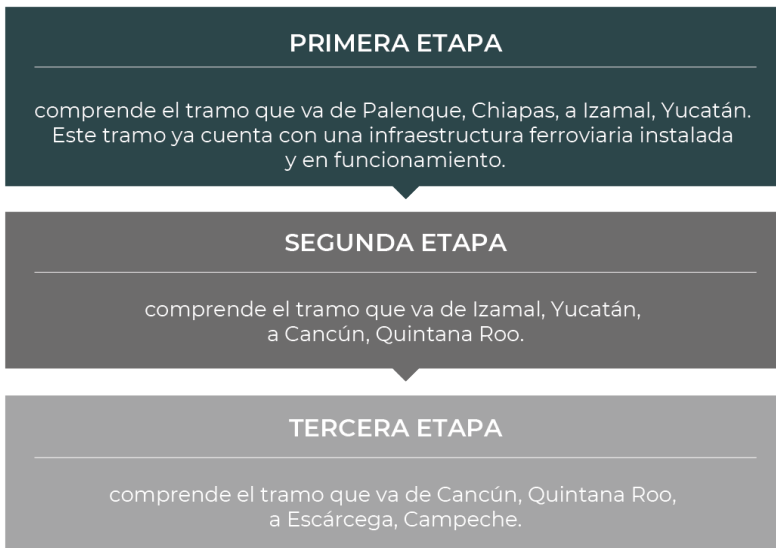 PRIMERA ETAPA
comprende el tramo que va de Palenque, Chiapas, a Izamal, Yucatán.
Este tramo ya cuenta con una infraestructura ferroviaria instalada
y en funcionamiento.
SEGUNDA ETAPA
comprende el tramo que va de Izamal, Yucatán,
a Cancún, Quintana Roo.
TERCERA ETAPA
comprende el tramo que va de Cancún, Quintana Roo,
a Escárcega, Campeche.